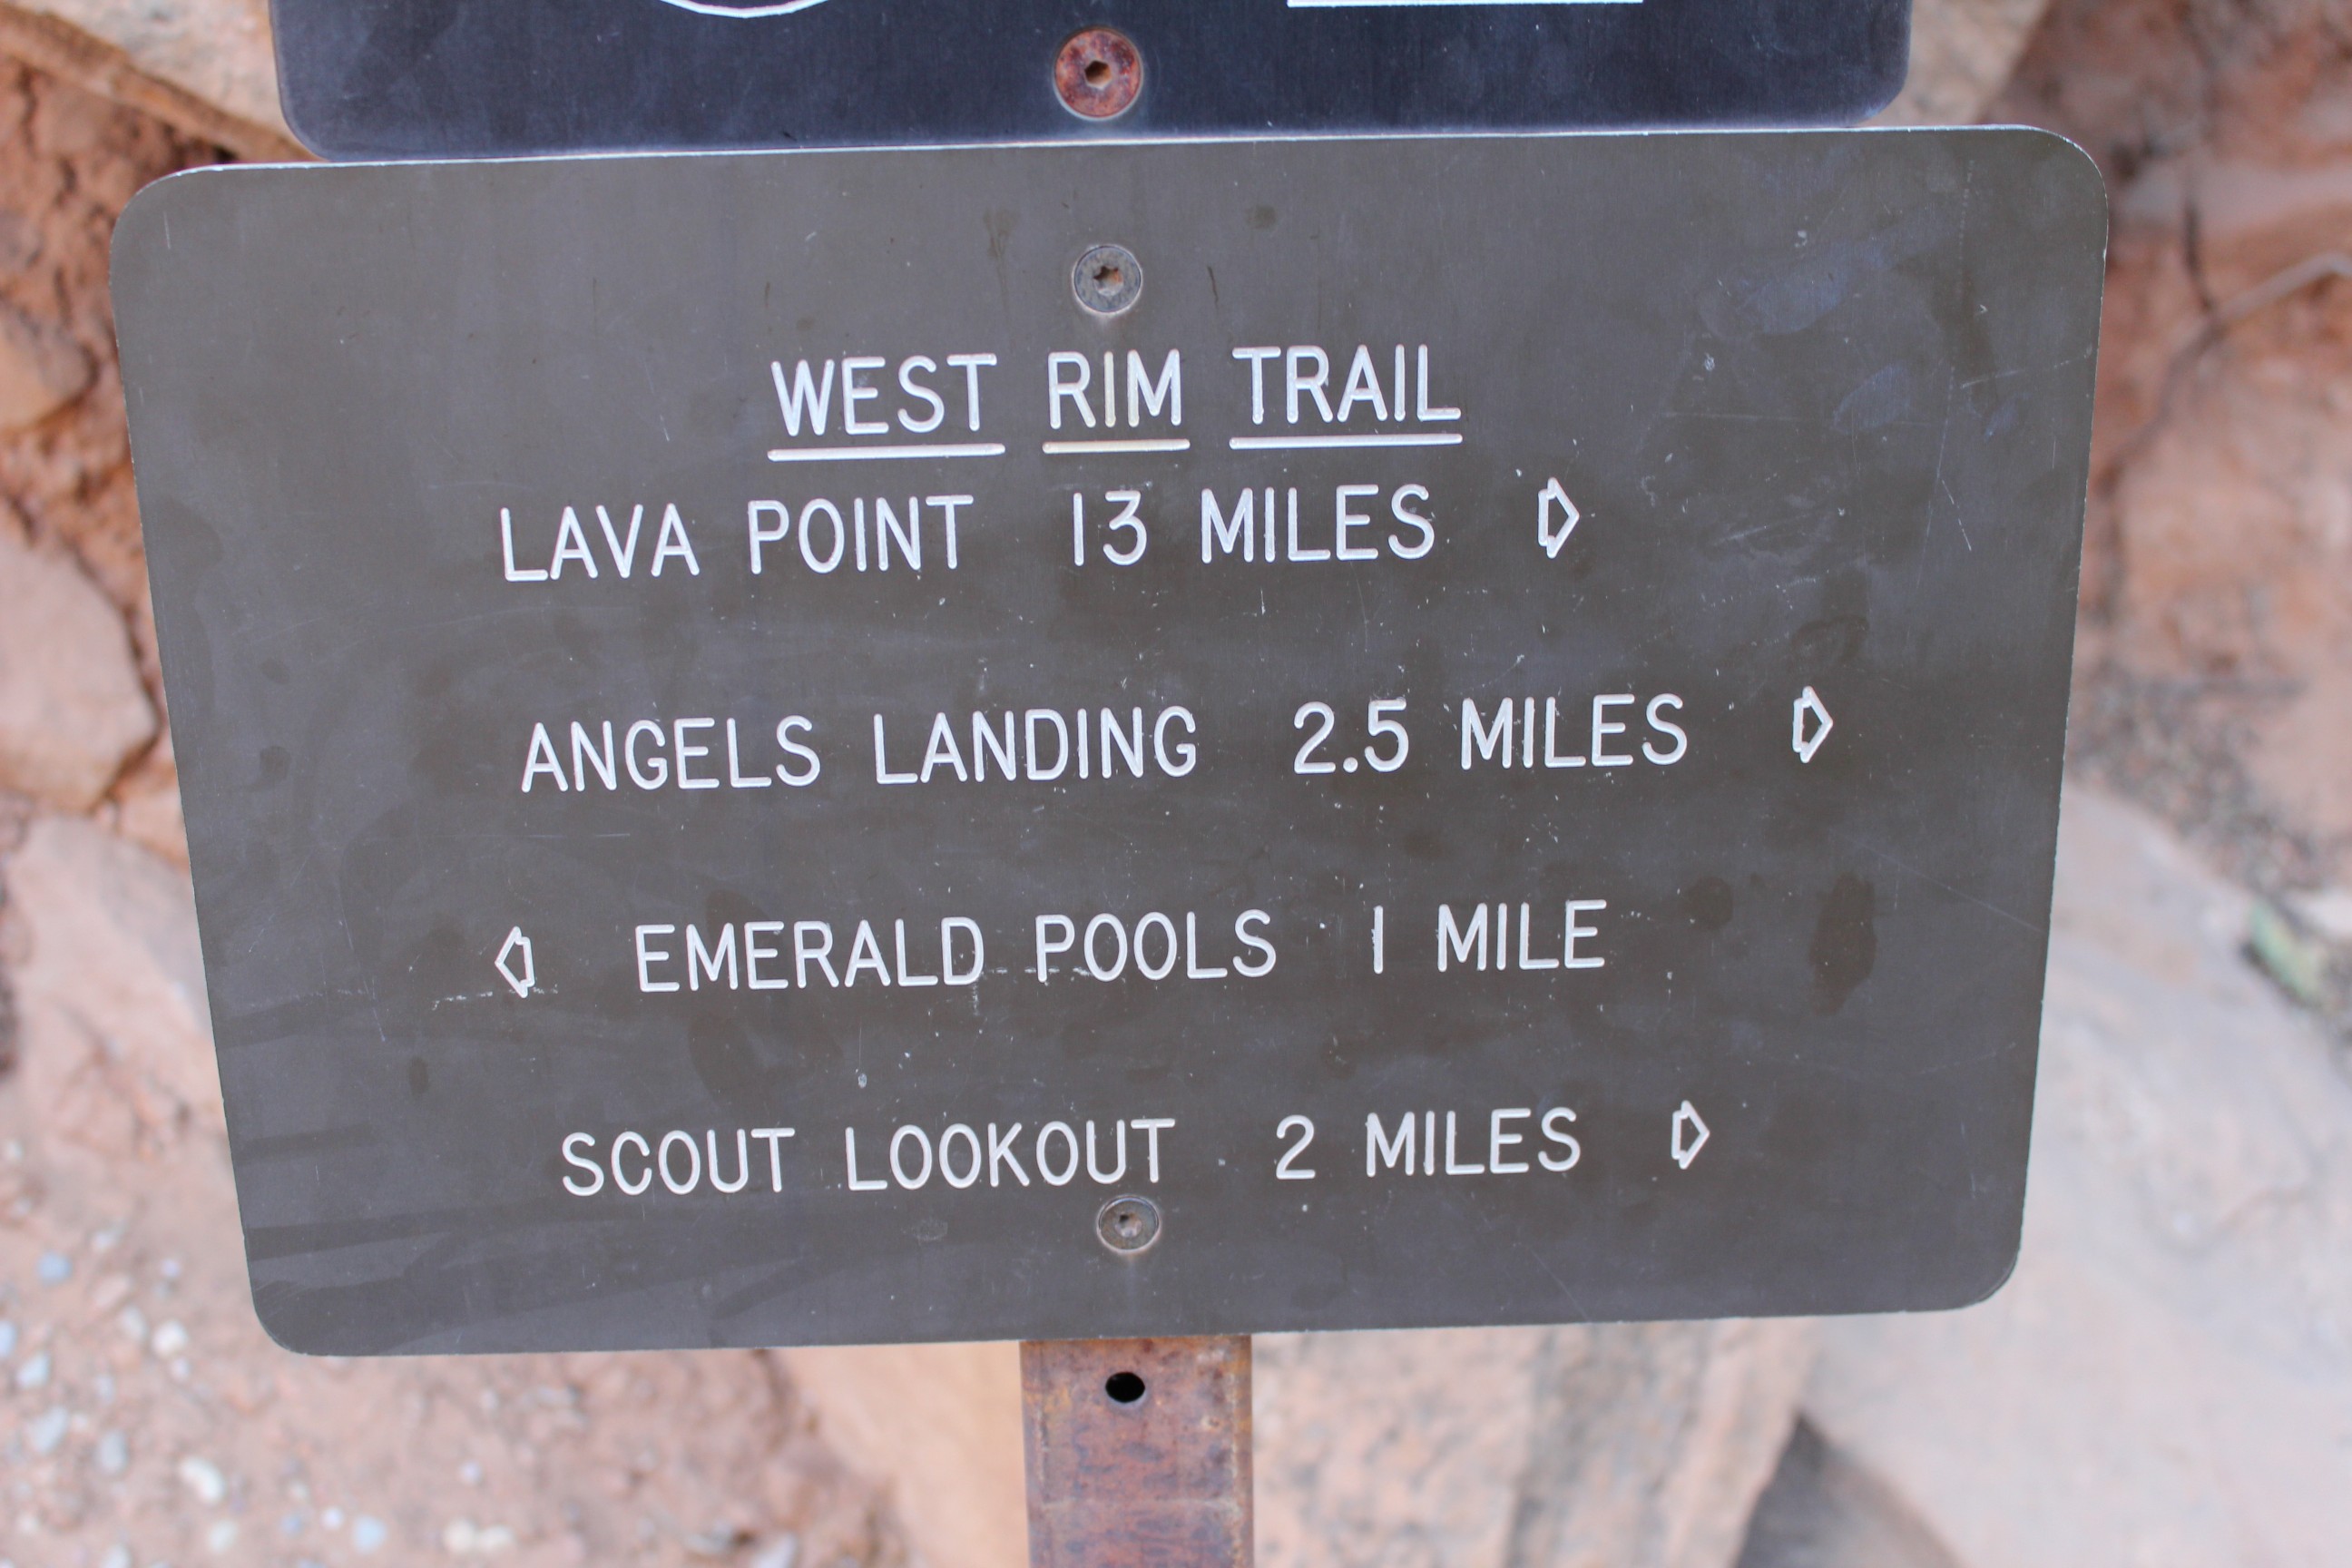 WEST RIM TRAIL
LAVA POINT 13 MILES
ANGELS LANDING 2.5 MILES
EMERALD POOLS 1 MILE
SCOUT LOOKOUT 2 MILES